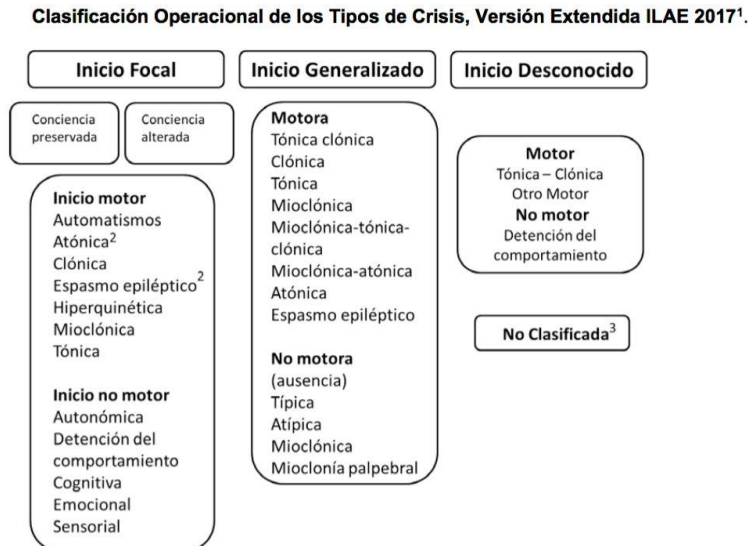 Clasificación Operacional de los Tipos de Crisis, Versión Extendida ILAE 2017¹.
Inicio Focal
Conciencia
preservada
Conciencia
alterada
Inicio motor
Automatismos
Atónica²
Clónica
Espasmo epiléptico²
Hiperquinética
Mioclónica
Tónica
Inicio no motor
Autonómica
Detención del
comportamiento
Cognitiva
Emocional
Sensorial
Inicio Generalizado
Motora
Tónica clónica
Clónica
Tónica
Mioclónica
Mioclónica-tónica-
clónica
Mioclónica-atónica
Atónica
Espasmo epiléptico
No motora
(ausencia)
Típica
Atípica
Mioclónica
Mioclonía palpebral
Inicio Desconocido
Motor
Tónica – Clónica
Otro Motor
No motor
Detención del
comportamiento
No Clasificada³